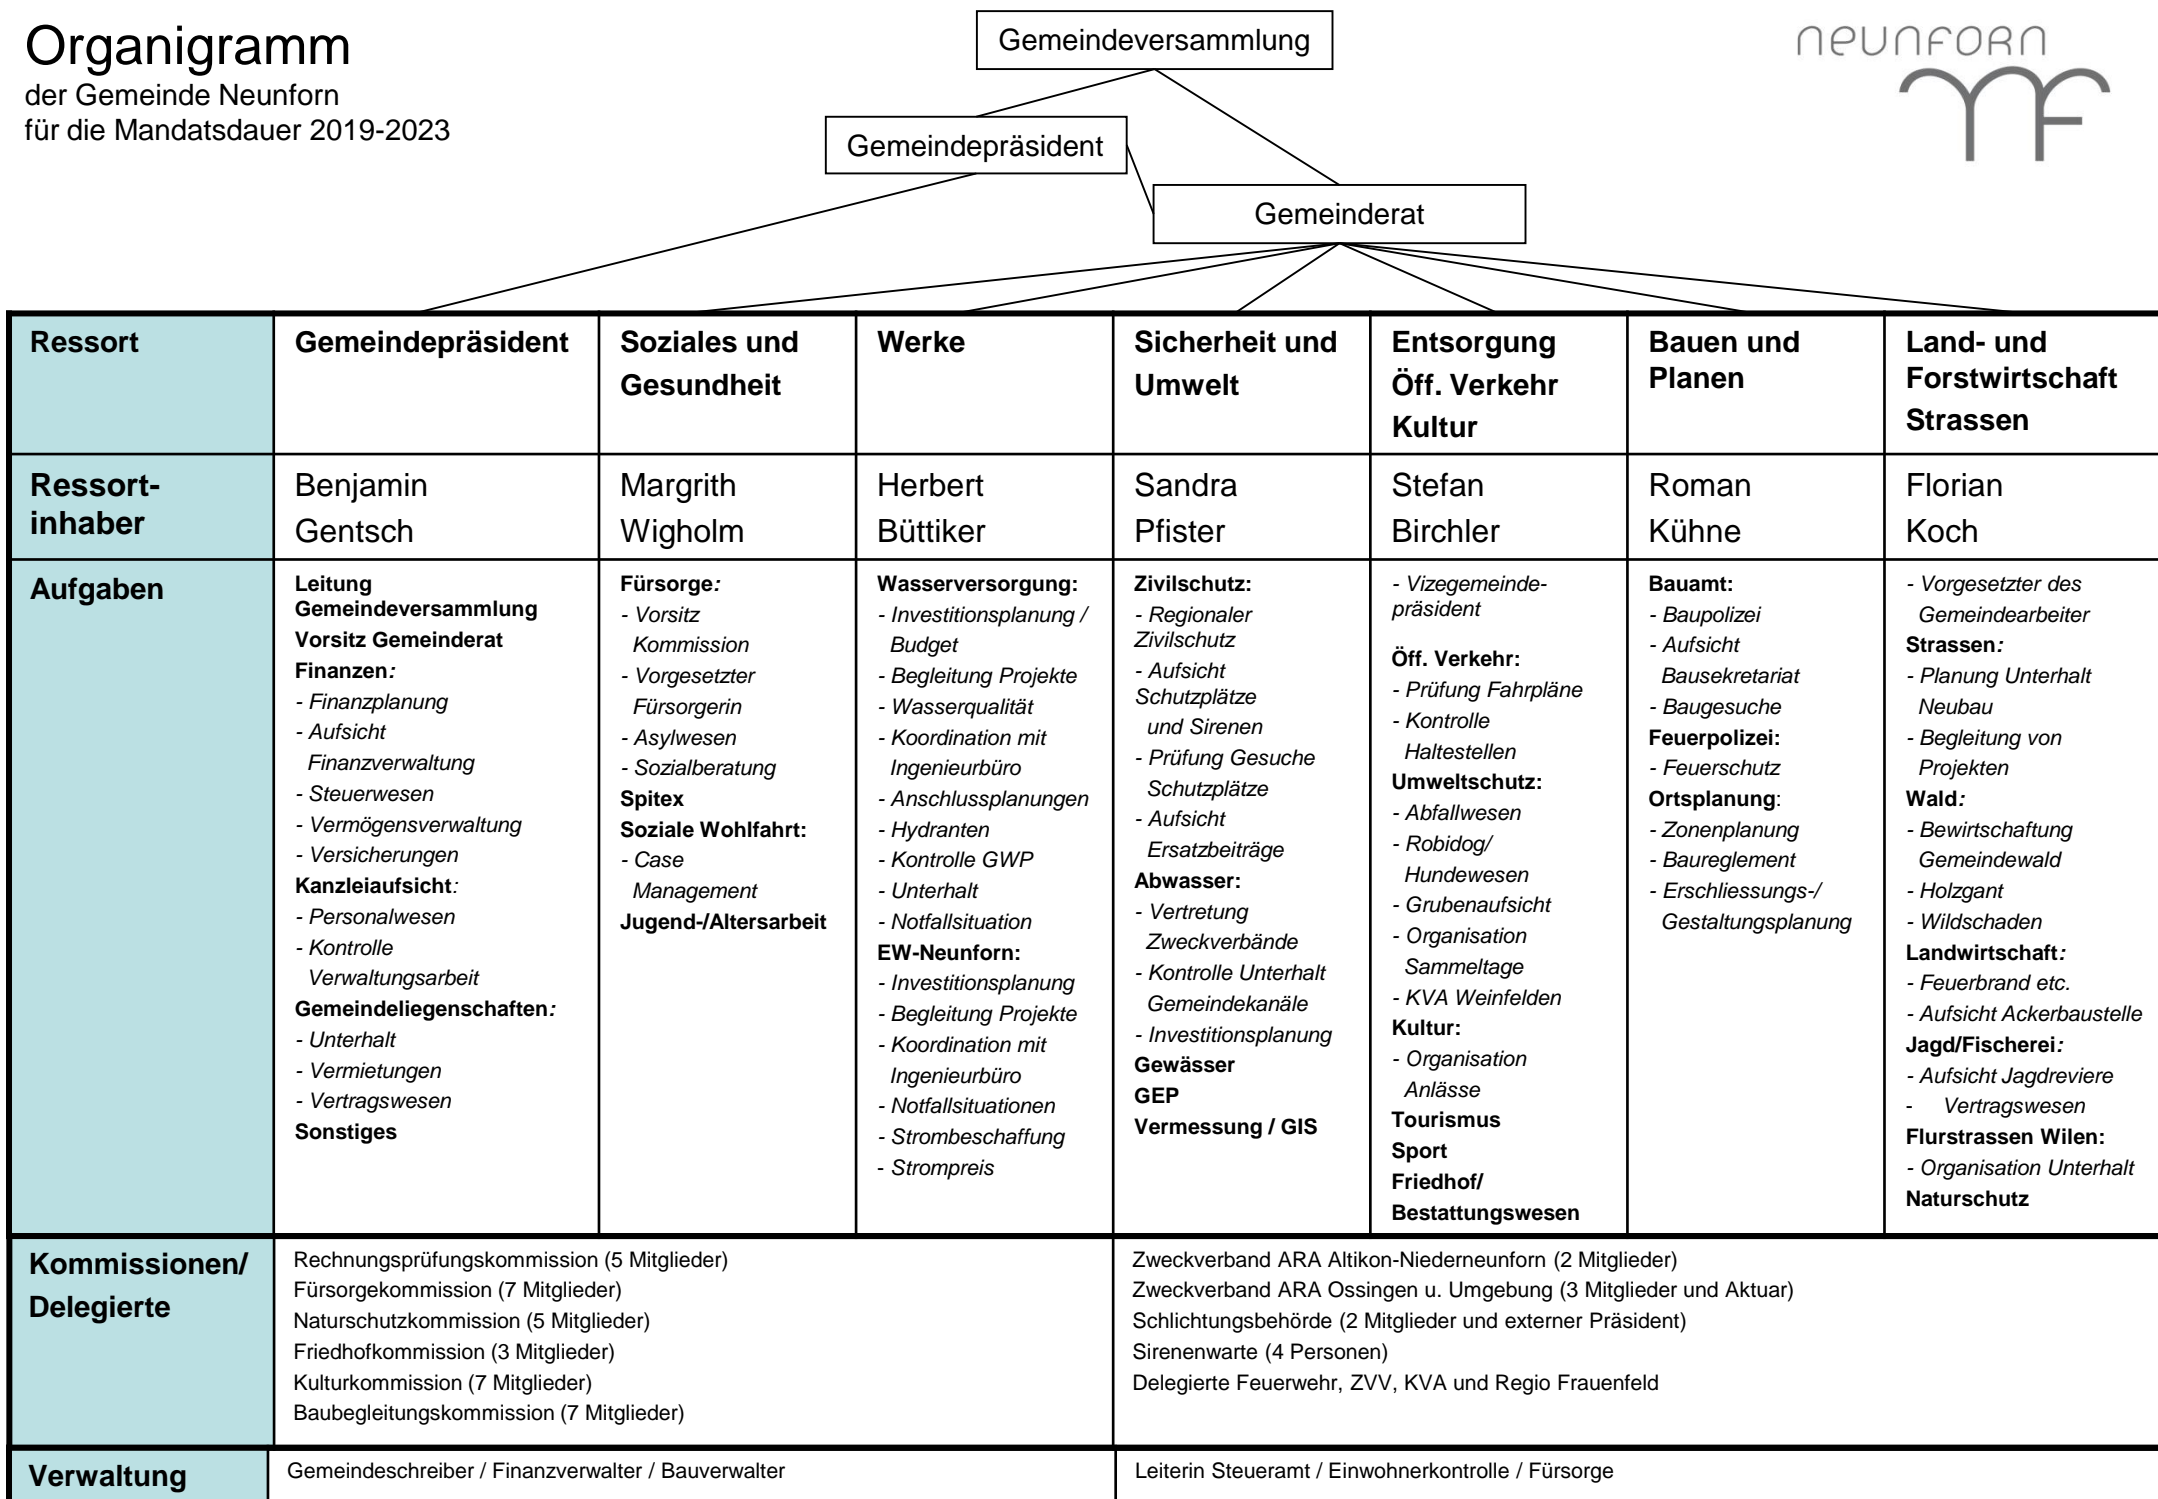 Organigramm
der Gemeinde Neunforn
für die Mandatsdauer 2019-2023
Gemeindeversammlung
Gemeindepräsident
Gemeinderat
neunforn
Ressort
Gemeindepräsident
Soziales und
Gesundheit
Werke
Sicherheit und
Umwelt
Entsorgung
Öff. Verkehr
Kultur
Bauen und
Planen
Land- und
Forstwirtschaft
Strassen
Ressort-
inhaber
Benjamin
Gentsch
Margrith
Wigholm
Herbert
Büttiker
Sandra
Pfister
Stefan
Birchler
Roman
Kühne
Florian
Koch
Aufgaben
Leitung
Gemeindeversammlung
Vorsitz Gemeinderat
Finanzen:
- Finanzplanung
- Aufsicht
Finanzverwaltung
- Steuerwesen
- Vermögensverwaltung
- Versicherungen
Kanzleiaufsicht:
- Personalwesen
- Kontrolle
Verwaltungsarbeit
Gemeindeliegenschaften:
- Unterhalt
- Vermietungen
- Vertragswesen
Sonstiges
Fürsorge:
- Vorsitz
Kommission
- Vorgesetzter
Fürsorgerin
- Asylwesen
- Sozialberatung
Spitex
Soziale Wohlfahrt:
- Case
Management
Jugend-/Altersarbeit
Wasserversorgung:
- Investitionsplanung /
Budget
- Begleitung Projekte
- Wasserqualität
- Koordination mit
Ingenieurbüro
- Anschlussplanungen
- Hydranten
- Kontrolle GWP
- Unterhalt
- Notfallsituation
EW-Neunforn:
- Investitionsplanung
- Begleitung Projekte
- Koordination mit
Ingenieurbüro
- Notfallsituationen
- Strombeschaffung
- Strompreis
Zivilschutz:
- Regionaler
Zivilschutz
- Aufsicht
Schutzplätze
und Sirenen
- Prüfung Gesuche
Schutzplätze
- Aufsicht
Ersatzbeiträge
Abwasser:
- Vertretung
Zweckverbände
- Kontrolle Unterhalt
Gemeindekanäle
- Investitionsplanung
Gewässer
GEP
Vermessung / GIS
- Vizegemeinde-
präsident
Öff. Verkehr:
- Prüfung Fahrpläne
- Kontrolle
Haltestellen
Umweltschutz:
- Abfallwesen
- Robidog/
Hundewesen
- Grubenaufsicht
- Organisation
Sammeltage
- KVA Weinfelden
Kultur:
- Organisation
Anlässe
Tourismus
Sport
Friedhof/
Bestattungswesen
Bauamt:
- Baupolizei
- Aufsicht
Bausekretariat
- Baugesuche
Feuerpolizei:
- Feuerschutz
Ortsplanung:
- Zonenplanung
- Baureglement
- Erschliessungs-/
Gestaltungsplanung
- Vorgesetzter des
Gemeindearbeiter
Strassen:
- Planung Unterhalt
Neubau
- Begleitung von
Projekten
Wald:
- Bewirtschaftung
Gemeindewald
- Holzgant
- Wildschaden
Landwirtschaft:
- Feuerbrand etc.
- Aufsicht Ackerbaustelle
Jagd/Fischerei:
- Aufsicht Jagdreviere
- Vertragswesen
Flurstrassen Wilen:
- Organisation Unterhalt
Naturschutz
Kommissionen/
Delegierte
Rechnungsprüfungskommission (5 Mitglieder)
Fürsorgekommission (7 Mitglieder)
Naturschutzkommission (5 Mitglieder)
Friedhofkommission (3 Mitglieder)
Kulturkommission (7 Mitglieder)
Baubegleitungskommission (7 Mitglieder)
Zweckverband ARA Altikon-Niederneunforn (2 Mitglieder)
Zweckverband ARA Ossingen u. Umgebung (3 Mitglieder und Aktuar)
Schlichtungsbehörde (2 Mitglieder und externer Präsident)
Sirenenwarte (4 Personen)
Delegierte Feuerwehr, ZVV, KVA und Regio Frauenfeld
Verwaltung
Gemeindeschreiber / Finanzverwalter / Bauverwalter
Leiterin Steueramt / Einwohnerkontrolle / Fürsorge